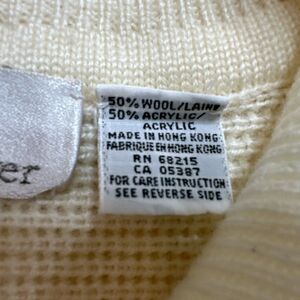 er
50% WOOL/LAINE
50% ACRYLIC/
ACRYLIC
MADE IN HONG KONG
FABRIQUE EN HONG KONG
RN 68215
CA 05387
FOR CARE INSTRUCTION
SEE REVERSE SIDE